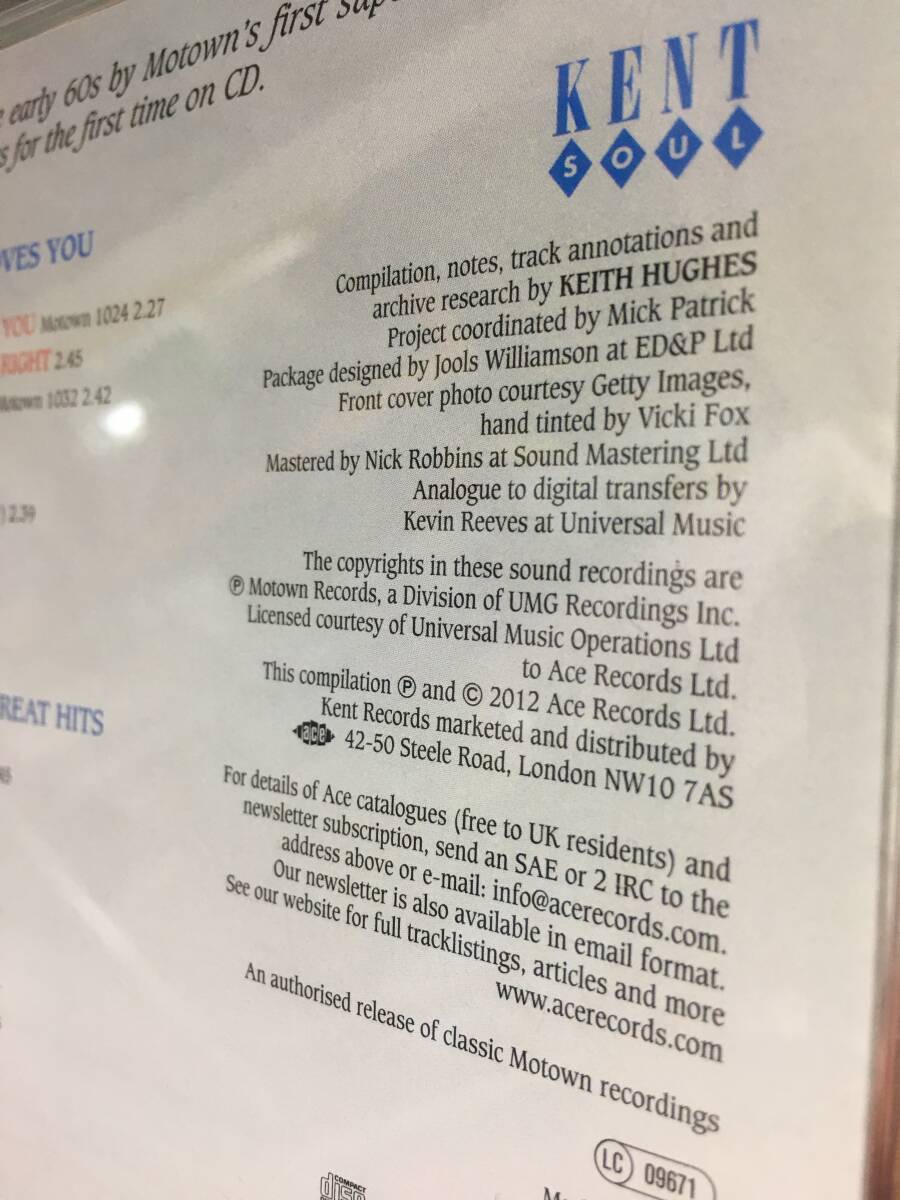 early 60s by Motown's first
for the first time on CD.
KENT
SOUL
VES YOU
YOU Motown 1024 2.27
RIGHT 2.45
Motown 1032 2.42
2.39
REAT HITS
Compilation, notes, track annotations and
archive research by KEITH HUGHES
Project coordinated by Mick Patrick
Package designed by Jools Williamson at ED&P Ltd
Front cover photo courtesy Getty Images,
hand tinted by Vicki Fox
Mastered by Nick Robbins at Sound Mastering Ltd
Analogue to digital transfers by
Kevin Reeves at Universal Music
The copyrights in these sound recordings are
℗ Motown Records, a Division of UMG Recordings Inc.
Licensed courtesy of Universal Music Operations Ltd
to Ace Records Ltd.
This compilation ℗ and © 2012 Ace Records Ltd.
Kent Records marketed and distributed by
ace 42-50 Steele Road, London NW10 7AS
For details of Ace catalogues (free to UK residents) and
newsletter subscription, send an SAE or 2 IRC to the
address above or e-mail: info@acerecords.com.
Our newsletter is also available in email format.
See our website for full tracklistings, articles and more
www.acerecords.com
An authorised release of classic Motown recordings
LC 09671
COMPACT
disc